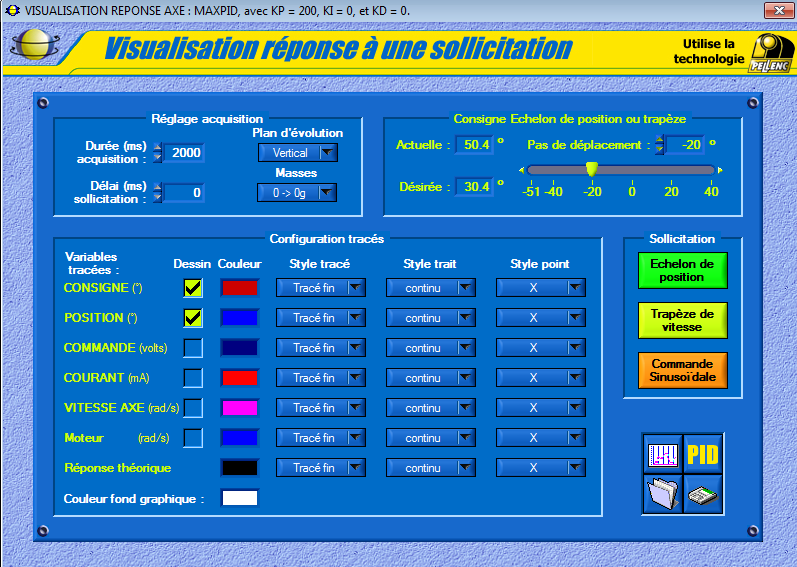 VISUALISATION REPONSE AXE : MAXPID, avec KP = 200, KI = 0, et KD = 0.
Visualisation réponse à une sollicitation
Utilise la
technologie
PELLENC
Réglage acquisition
Durée (ms)
acquisition :
2000
Plan d'évolution
Vertical
Délai (ms)
sollicitation :
0
Masses
0 -> 0g
Consigne Echelon de position ou trapèze
Actuelle : 50.4 °
Pas de déplacement : -20 °
Désirée : 30.4 °
-51 -40 -20 0 20 40
Configuration tracés
Variables
tracées :
Dessin Couleur Style tracé Style trait Style point
CONSIGNE (°) Tracé fin continu X
POSITION (°) Tracé fin continu X
COMMANDE (volts) Tracé fin continu X
COURANT (mA) Tracé fin continu X
VITESSE AXE (rad/s) Tracé fin continu X
Moteur (rad/s) Tracé fin continu X
Réponse théorique Tracé fin continu X
Couleur fond graphique :
Sollicitation
Echelon de
position
Trapèze de
vitesse
Commande
Sinusoïdale
PID